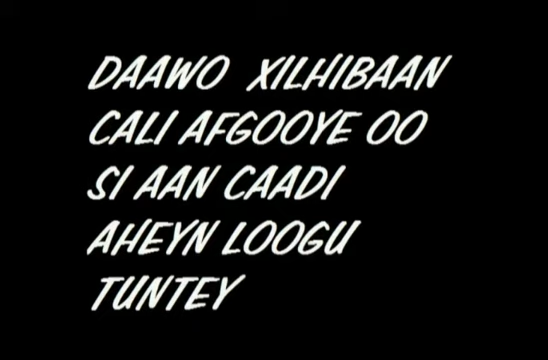 DAAWO XILHIBAAN
CALI AFGOOYE OO
SI AAN CAADI
AHEYN LOOGU
TUNTEY